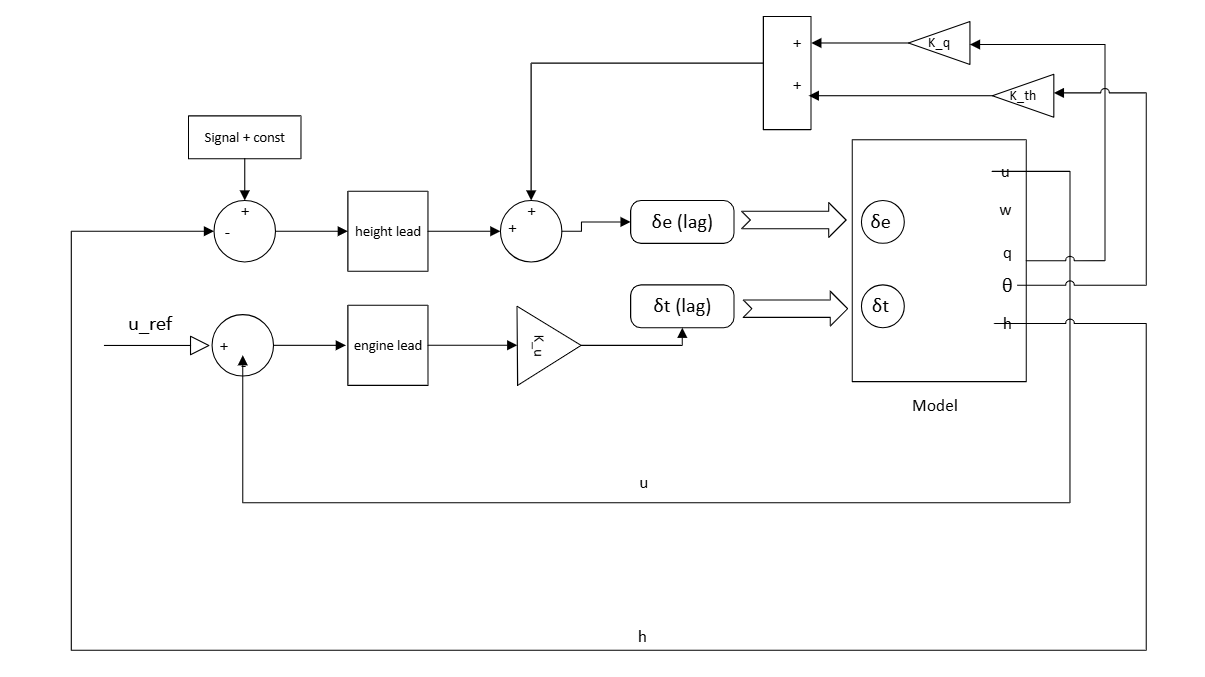 +
K_q
+
K_th
Signal + const
+
-
height lead
+
+
δe (lag)
δe
u
w
q
θ
h
u_ref
+
-
engine lead
K_u
δt (lag)
δt
Model
u
h